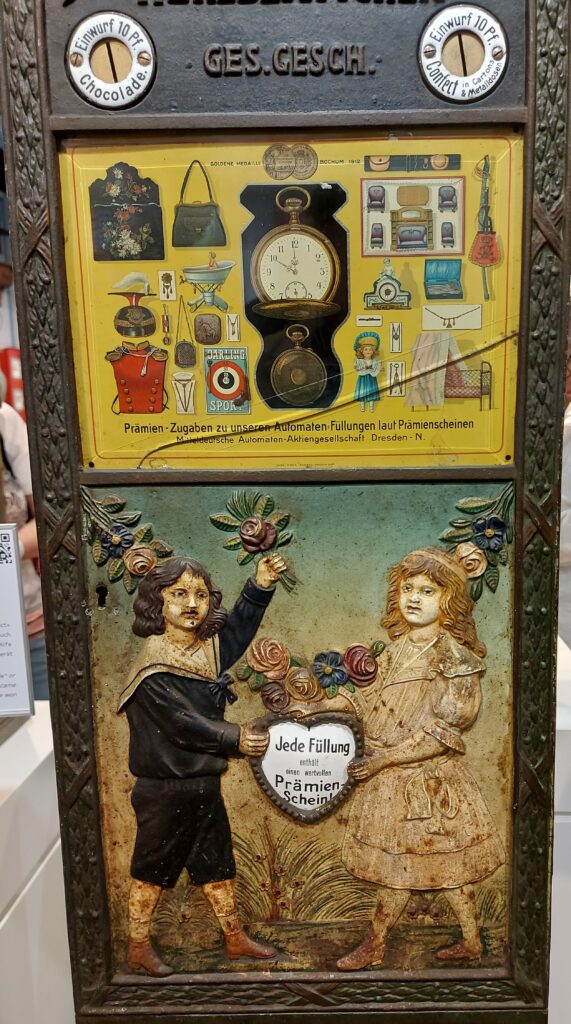 Einwurf 10 Pf.
Chocolade.
GES. GESCH.
Einwurf 10 Pf.
Confect in Cartons
& Metalldosen
GOLDENE MEDAILLE BOCHUM 1912
DARLING
SPORT
Prämien-Zugaben zu unseren Automaten-Füllungen laut Prämienscheinen
Mitteldeutsche Automaten-Aktiengesellschaft Dresden-N.
Jede Füllung
enthält
einen wertvollen
Prämien-
Schein!